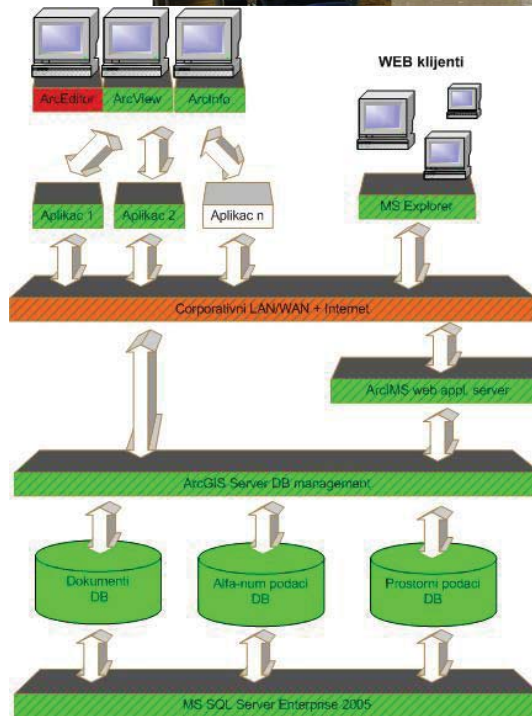 WEB klijenti
ArcEditor
ArcView
ArcInfo
Aplikac 1
Aplikac 2
Aplikac n
MS Explorer
Corporativni LAN/WAN + Internet
ArcIMS web appl. server
ArcGIS Server DB management
Dokumenti
DB
Alfa-num podaci
DB
Prostorni podaci
DB
MS SQL Server Enterprise 2005